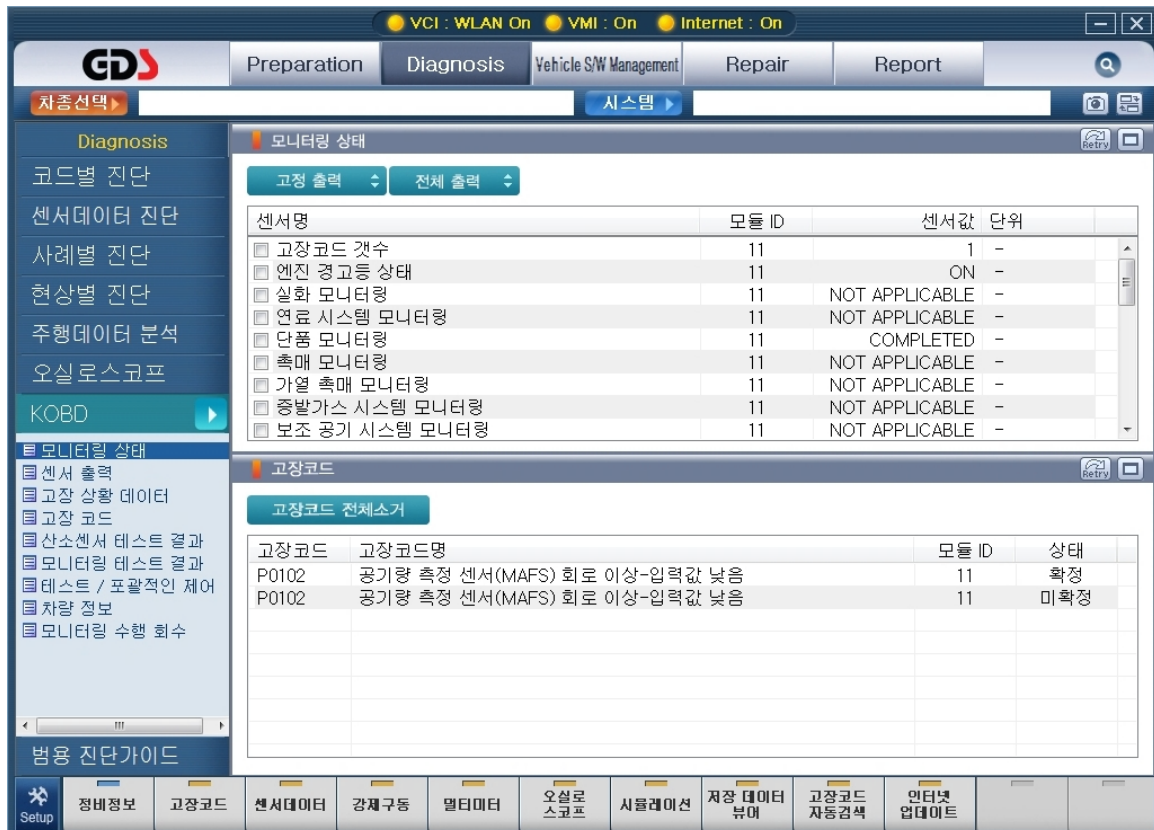 VCI : WLAN On VMI : On Internet : On
GDS Preparation Diagnosis Vehicle S/W Management Repair Report
차종선택 시스템
Diagnosis
코드별 진단
센서데이터 진단
사례별 진단
현상별 진단
주행데이터 분석
오실로스코프
KOBD
모니터링 상태
센서 출력
고장 상황 데이터
고장 코드
산소센서 테스트 결과
모니터링 테스트 결과
테스트 / 포괄적인 제어
차량 정보
모니터링 수행 회수
범용 진단가이드
모니터링 상태 Retry
고정 출력 전체 출력
센서명 모듈 ID 센서값 단위
고장코드 갯수 11 1 -
엔진 경고등 상태 11 ON -
실화 모니터링 11 NOT APPLICABLE -
연료 시스템 모니터링 11 NOT APPLICABLE -
단품 모니터링 11 COMPLETED -
촉매 모니터링 11 NOT APPLICABLE -
가열 촉매 모니터링 11 NOT APPLICABLE -
증발가스 시스템 모니터링 11 NOT APPLICABLE -
보조 공기 시스템 모니터링 11 NOT APPLICABLE -
고장코드 Retry
고장코드 전체소거
고장코드 고장코드명 모듈 ID 상태
P0102 공기량 측정 센서(MAFS) 회로 이상-입력값 낮음 11 확정
P0102 공기량 측정 센서(MAFS) 회로 이상-입력값 낮음 11 미확정
Setup 정비정보 고장코드 센서데이터 강제구동 멀티미터 오실로 스코프 시뮬레이션 저장 데이터 뷰어 고장코드 자동검색 인터넷 업데이트